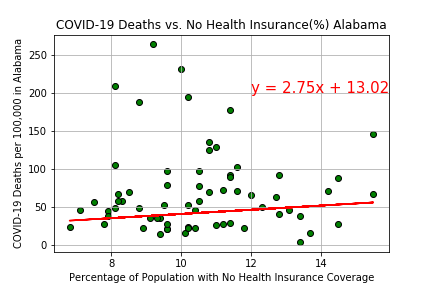 COVID-19 Deaths vs. No Health Insurance(%) Alabama
COVID-19 Deaths per 100,000 in Alabama
250
200
150
100
50
0
y = 2.75x + 13.02
8
10
12
14
Percentage of Population with No Health Insurance Coverage